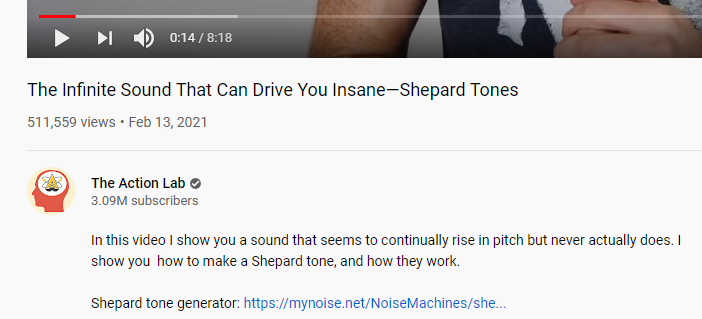 0:14 / 8:18
The Infinite Sound That Can Drive You Insane—Shepard Tones
511,559 views • Feb 13, 2021
The Action Lab
3.09M subscribers
In this video I show you a sound that seems to continually rise in pitch but never actually does. I
show you  how to make a Shepard tone, and how they work.
Shepard tone generator: https://mynoise.net/NoiseMachines/she...